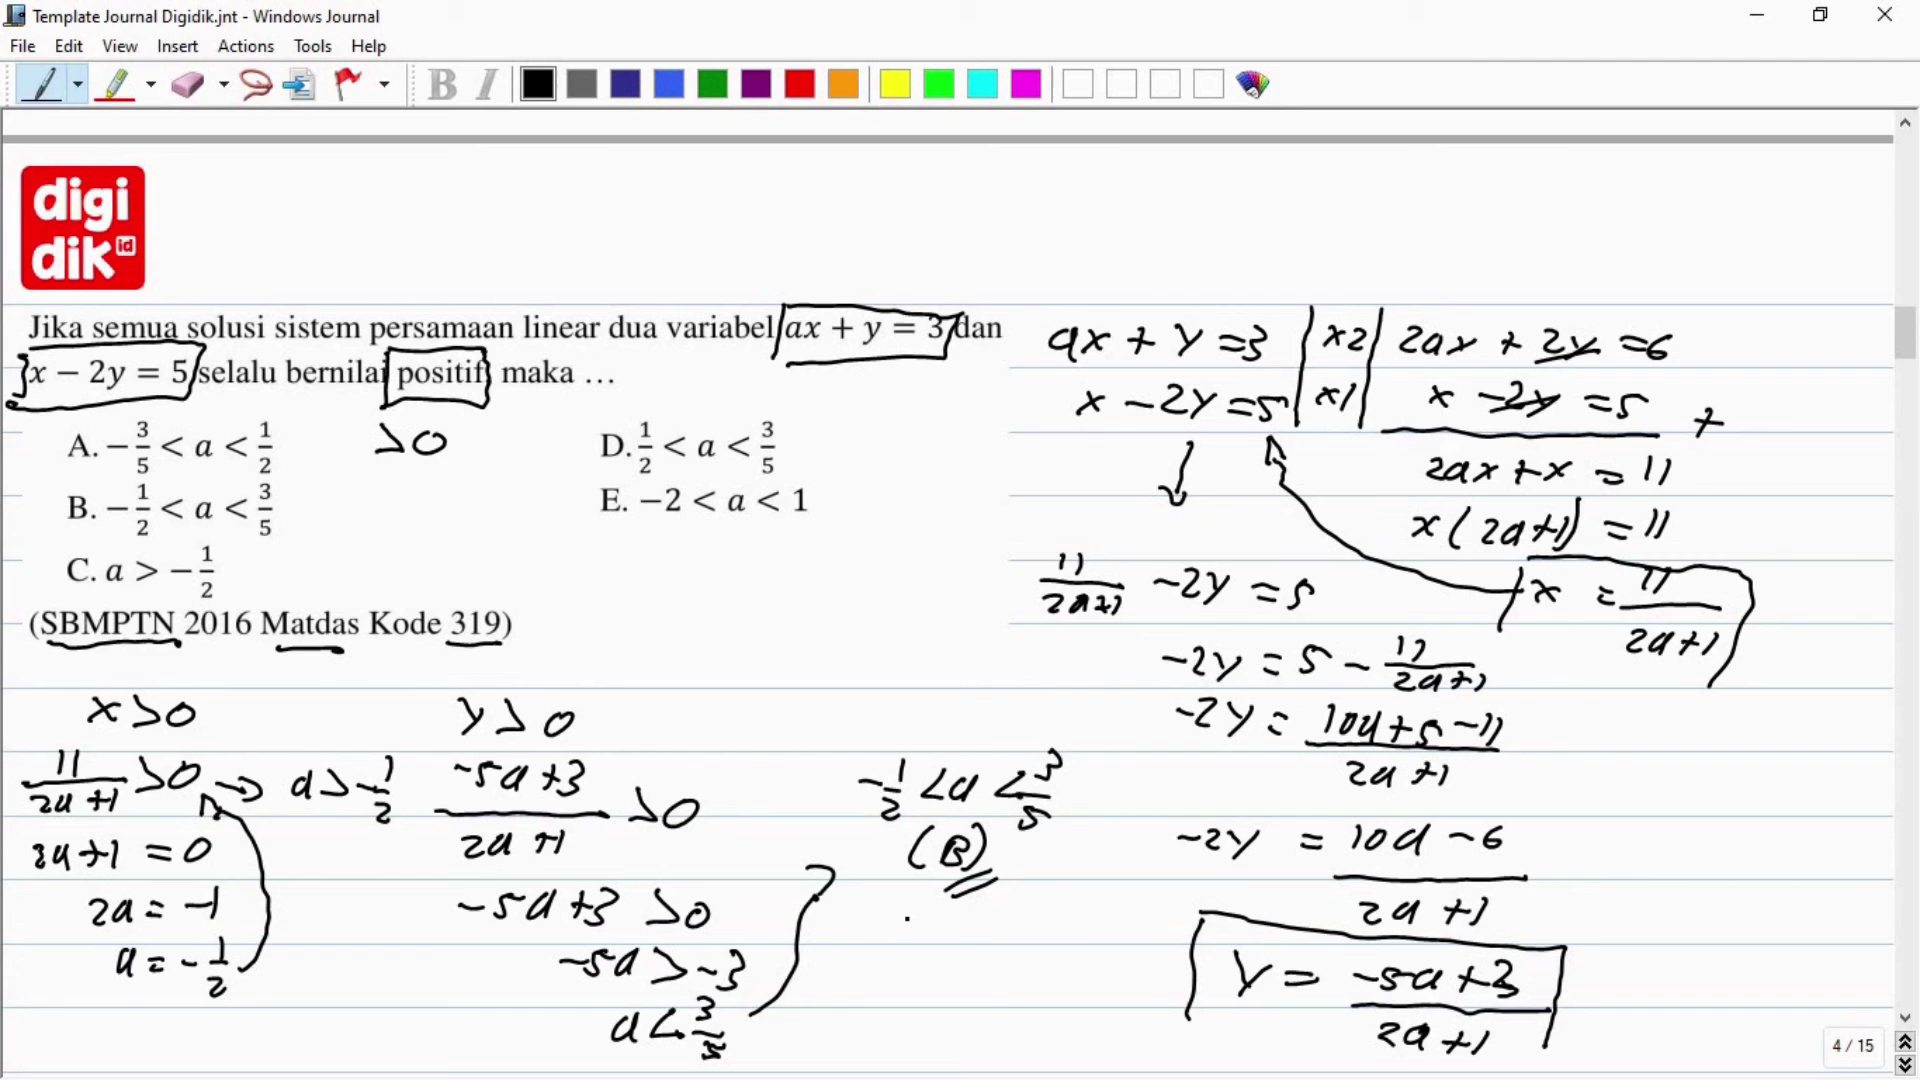 Template Journal Digidik.jnt - Windows Journal
File Edit View Insert Actions Tools Help
B I
digi
dik id
Jika semua solusi sistem persamaan linear dua variabel ax + y = 3 dan
x − 2y = 5 selalu bernilai positif, maka …
>0
A. −3/5 < a < 1/2
B. −1/2 < a < 3/5
C. a > −1/2
D. 1/2 < a < 3/5
E. −2 < a < 1
(SBMPTN 2016 Matdas Kode 319)
x>0
11/(2a+1) >0 → a>-1/2
2a+1 =0
2a= -1
a= -1/2
y>0
(-5a+3)/(2a+1) >0
-5a+3 >0
-5a>-3
a<3/5
-1/2 <a <3/5
(B)
ax + y =3 | x2 | 2ax + 2y =6
x -2y =5 | x1 | x -2y =5 +
2ax+x = 11
x(2a+1) = 11
x = 11/(2a+1)
11/(2a+1) -2y =5
-2y = 5 - 11/(2a+1)
-2y = (10a+5-11)/(2a+1)
-2y = (10a-6)/(2a+1)
y = (-5a+3)/(2a+1)
4 / 15